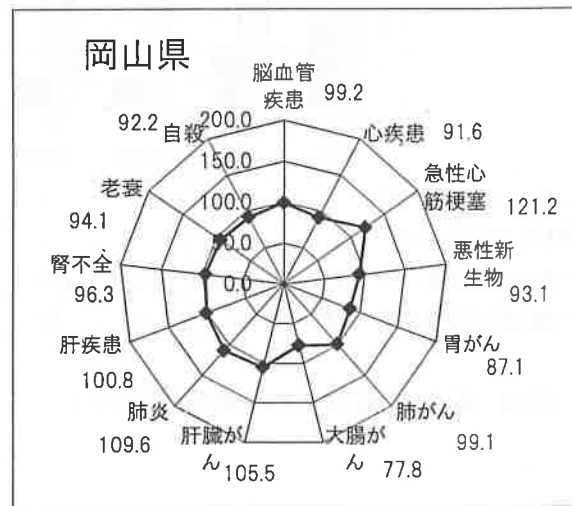 岡山県
脳血管
疾患
99.2
心疾患
91.6
急性心
筋梗塞
121.2
悪性新
生物
93.1
胃がん
87.1
肺がん
99.1
大腸が
ん
77.8
肝臓が
ん
105.5
肺炎
109.6
肝疾患
100.8
腎不全
96.3
老衰
94.1
自殺
92.2
200.0
150.0
100.0
50.0
0.0